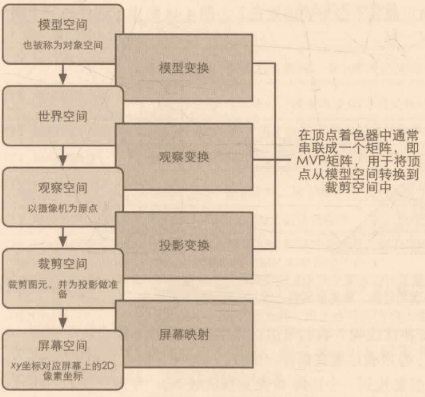 模型空间
也被称为对象空间
模型变换
世界空间
在顶点着色器中通常
串联成一个矩阵，即
MVP矩阵，用于将顶
点从模型空间转换到
裁剪空间中
观察变换
观察空间
以摄像机为原点
投影变换
裁剪空间
裁剪图元、并为投影做准
备
屏幕映射
屏幕空间
xy坐标对应屏幕上的2D
像素坐标